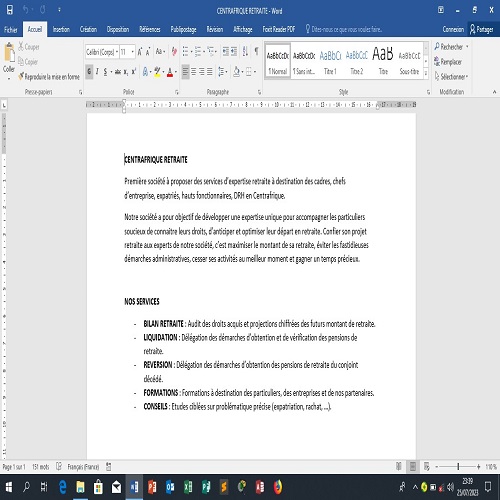 CENTRAFRIQUE RETRAITE - Word
Fichier Accueil Insertion Création Disposition Références Publipostage Révision Affichage Foxit Reader PDF Dites-nous ce que vous voulez faire. Connexion Partager
Coller Couper Copier Reproduire la mise en forme
Calibri (Corps) 11
AaBbCcDc AaBbCcDc AaBbCc AaBbCcC AaB AaBbCcD
¶ Normal ¶ Sans int... Titre 1 Titre 2 Titre Sous-titre
Rechercher
Remplacer
Sélectionner
Presse-papiers Police Paragraphe Style Modification
CENTRAFRIQUE RETRAITE
Première société à proposer des services d'expertise retraite à destination des cadres, chefs
d'entreprise, expatriés, hauts fonctionnaires, DRH en Centrafrique.
Notre société a pour objectif de développer une expertise unique pour accompagner les particuliers
soucieux de connaitre leurs droits, d'anticiper et optimiser leur départ en retraite. Confier son projet
retraite aux experts de notre société, c'est maximiser le montant de sa retraite, éviter les fastidieuses
démarches administratives, cesser ses activités au meilleur moment et gagner un temps précieux.
NOS SERVICES
- BILAN RETRAITE : Audit des droits acquis et projections chiffrées des futurs montant de retraite.
- LIQUIDATION : Délégation des démarches d'obtention et de vérification des pensions de
retraite.
- REVERSION : Délégation des démarches d'obtention des pensions de retraite du conjoint
décédé.
- FORMATIONS : Formations à destination des particuliers, des entreprises et de nos partenaires.
- CONSEILS : Etudes ciblées sur problématique précise (expatriation, rachat, ...).
Page 1 sur 1 151 mots Français (France) 110 %
23:39
25/07/2023